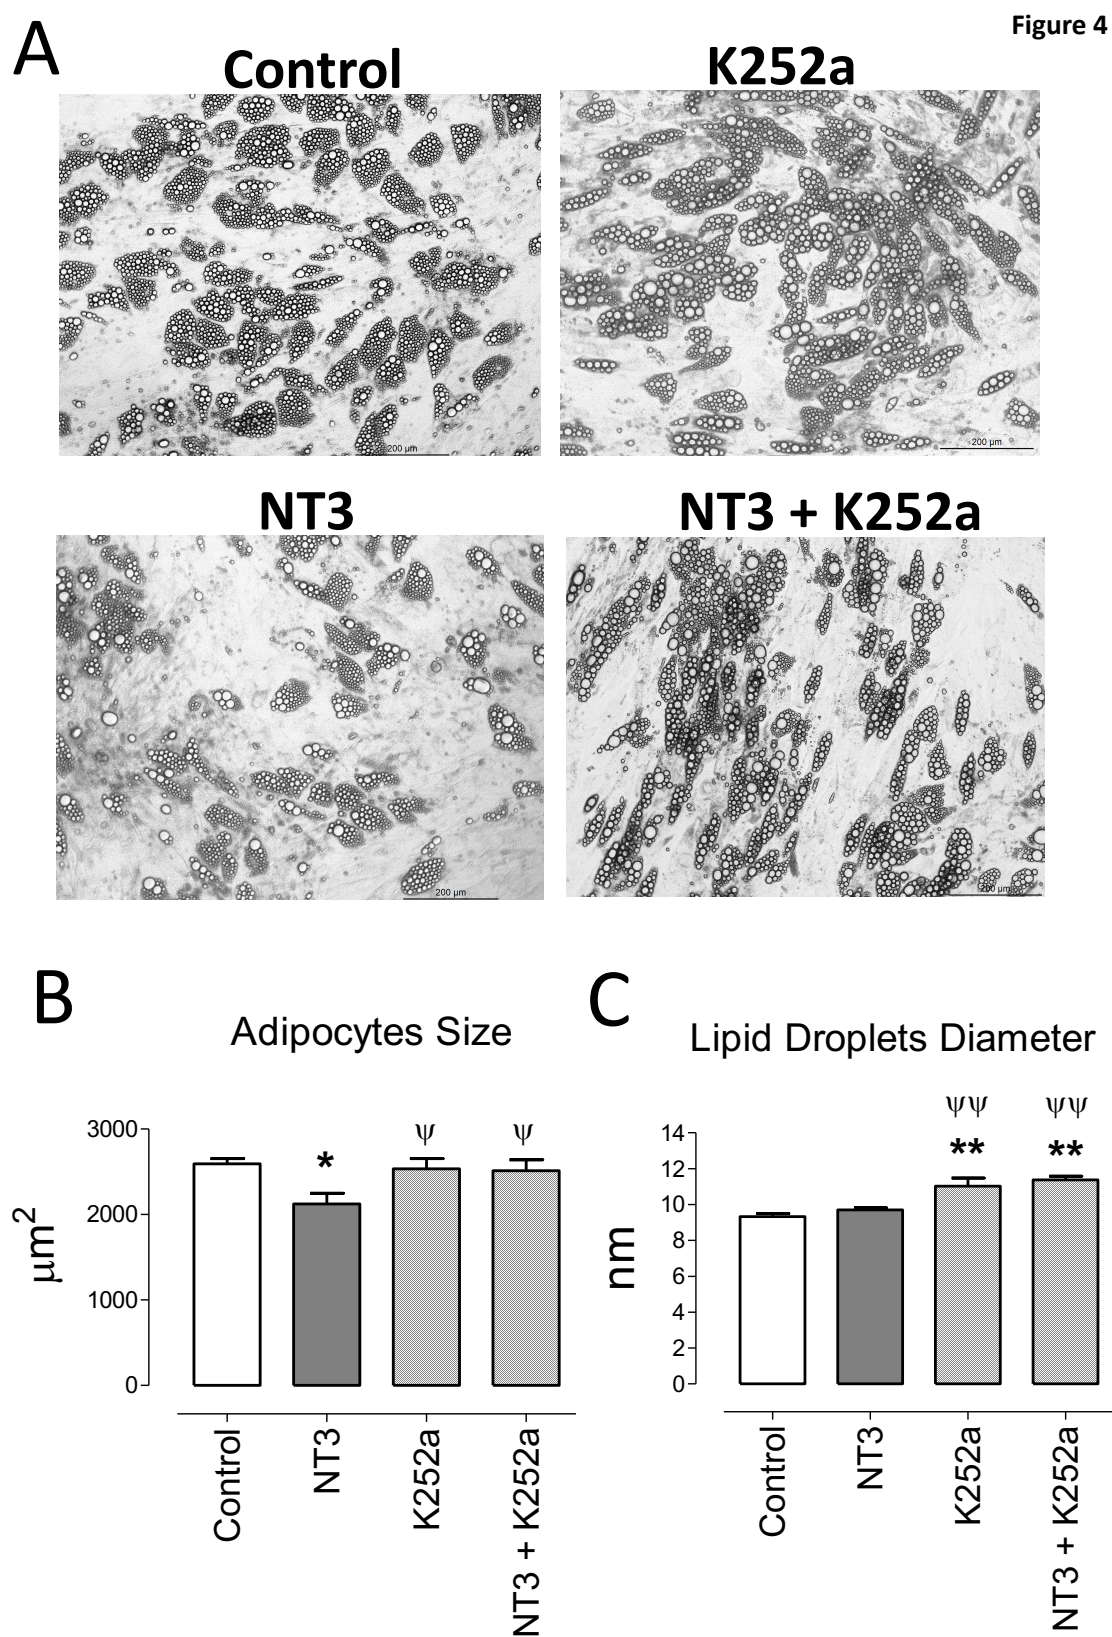 Figure 4
A
Control
K252a
200 µm
200 µm
NT3
NT3 + K252a
200 µm
200 µm
B
C
Adipocytes Size
Lipid Droplets Diameter
µm2
3000
2000
1000
0
*
ψ
ψ
Control
NT3
K252a
NT3 + K252a
nm
14
12
10
8
6
4
2
0
ψψ
ψψ
**
**
Control
NT3
K252a
NT3 + K252a